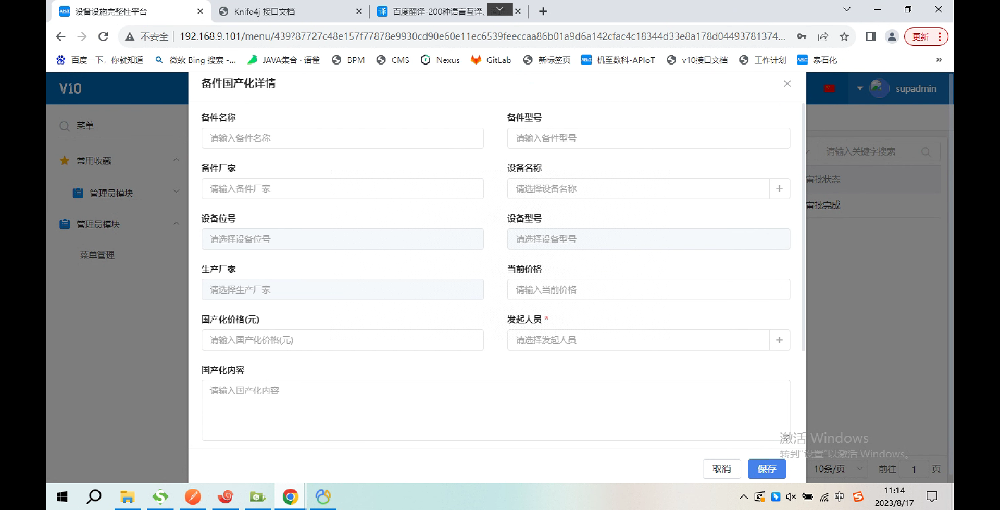 设备设施完整性平台
Knife4j 接口文档
百度翻译-200种语言互译、
不安全
192.168.9.101/menu/439?87727c48e157f77878e9930cd90e60e11ec6539feeccaa86b01a9d6a142cfac4c18344d33e8a178d04493781374...
更新
百度一下，你就知道
微软 Bing 搜索 -...
JAVA集合 · 语雀
BPM
CMS
Nexus
GitLab
新标签页
机至数科-APIoT
v10接口文档
工作计划
泰石化
»
V10
备件国产化详情
supadmin
菜单
常用收藏
管理员模块
管理员模块
菜单管理
备件名称
请输入备件名称
备件型号
请输入备件型号
备件厂家
请输入备件厂家
设备名称
请选择设备名称
设备位号
请选择设备位号
设备型号
请选择设备型号
生产厂家
请选择生产厂家
当前价格
请输入当前价格
国产化价格(元)
请输入国产化价格(元)
发起人员 *
请选择发起人员
国产化内容
请输入国产化内容
请输入关键字搜索
审批状态
审批完成
激活 Windows
转到"设置"以激活 Windows。
取消
保存
10条/页
前往
1
页
中
11:14
2023/8/17